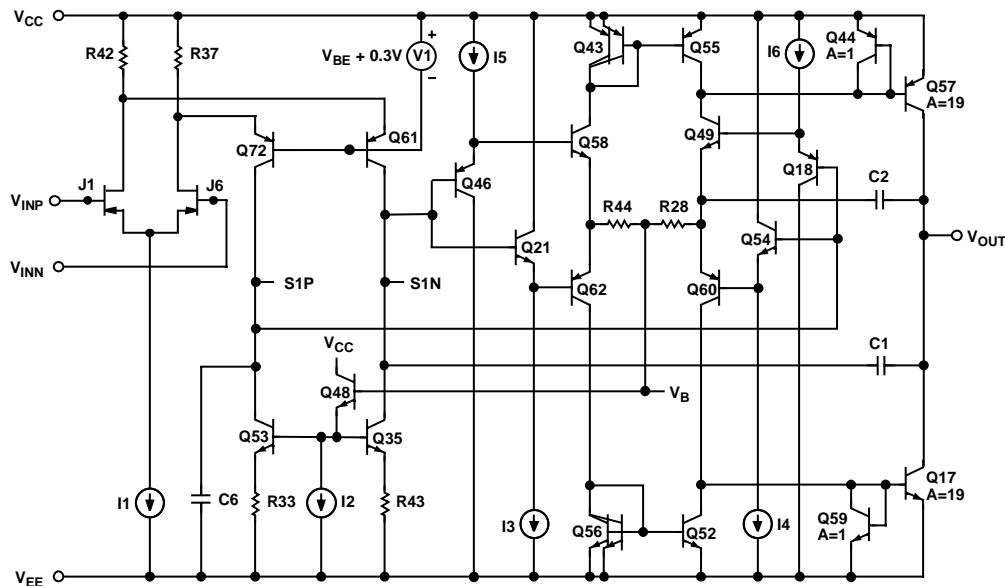 VCC
R42
R37
VBE + 0.3V
+
V1
–
I5
Q43
Q55
I6
Q44
A=1
Q57
A=19
Q72
Q61
Q46
Q58
Q49
Q18
C2
J1
J6
VINP
R44
R28
Q21
Q54
VOUT
VINN
S1P
S1N
Q62
Q60
C1
VCC
Q48
VB
Q53
Q35
Q17
A=19
I1
C6
R33
I2
R43
I3
Q56
Q52
I4
Q59
A=1
VEE